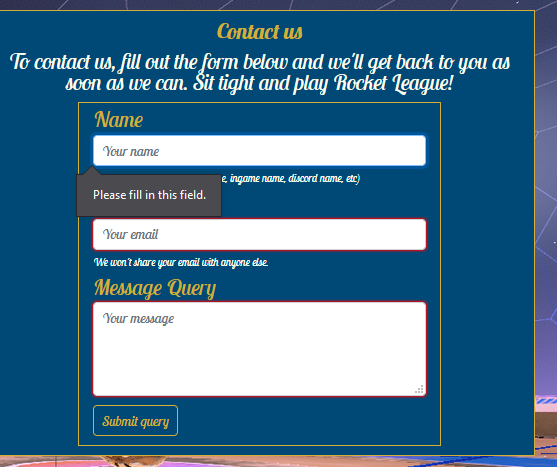 Contact us
To contact us, fill out the form below and we'll get back to you as
soon as we can. Sit tight and play Rocket League!
Name
Your name
ingame name, discord name, etc)
Please fill in this field.
Your email
We won't share your email with anyone else.
Message Query
Your message
Submit query